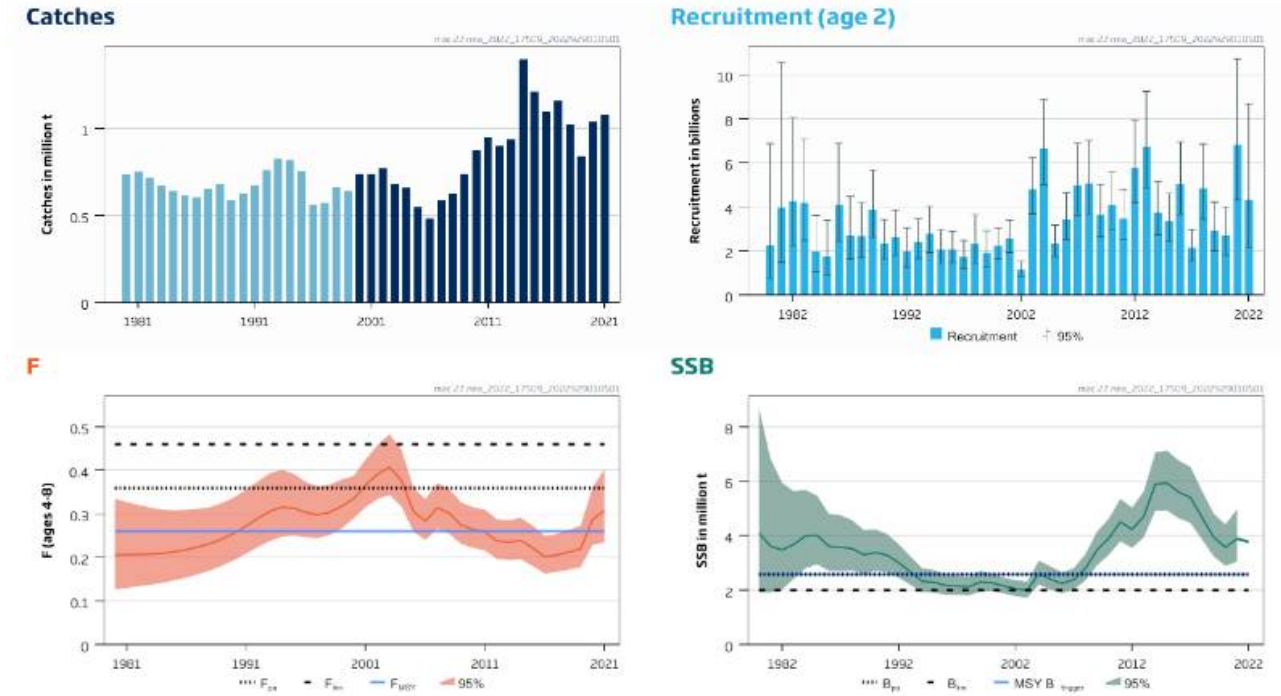 Catches
Recruitment (age 2)
Catches in million t
1
0.5
0
1981
1991
2001
2011
2021
Recruitment in billions
10
8
6
4
2
0
1982
1992
2002
2012
2022
Recruitment
95%
F
SSB
F (ages 4-8)
0.5
0.4
0.3
0.2
0.1
0
1981
1991
2001
2011
2021
F
F
F MSY
95%
SSB in million t
8
6
4
2
0
1982
1992
2002
2012
2022
B
B
MSY B trigger
95%